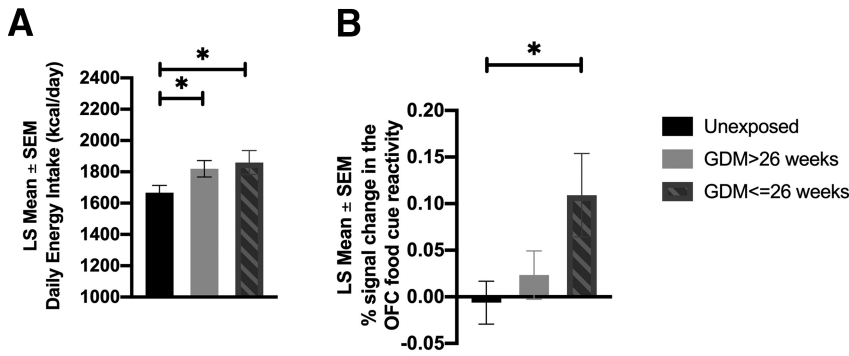 A
*
*
LS Mean ± SEM
Daily Energy Intake (kcal/day)
2400
2200
2000
1800
1600
1400
1200
1000
B
*
LS Mean ± SEM
% signal change in the
OFC food cue reactivity
0.20
0.15
0.10
0.05
0.00
-0.05
Unexposed
GDM>26 weeks
GDM<=26 weeks